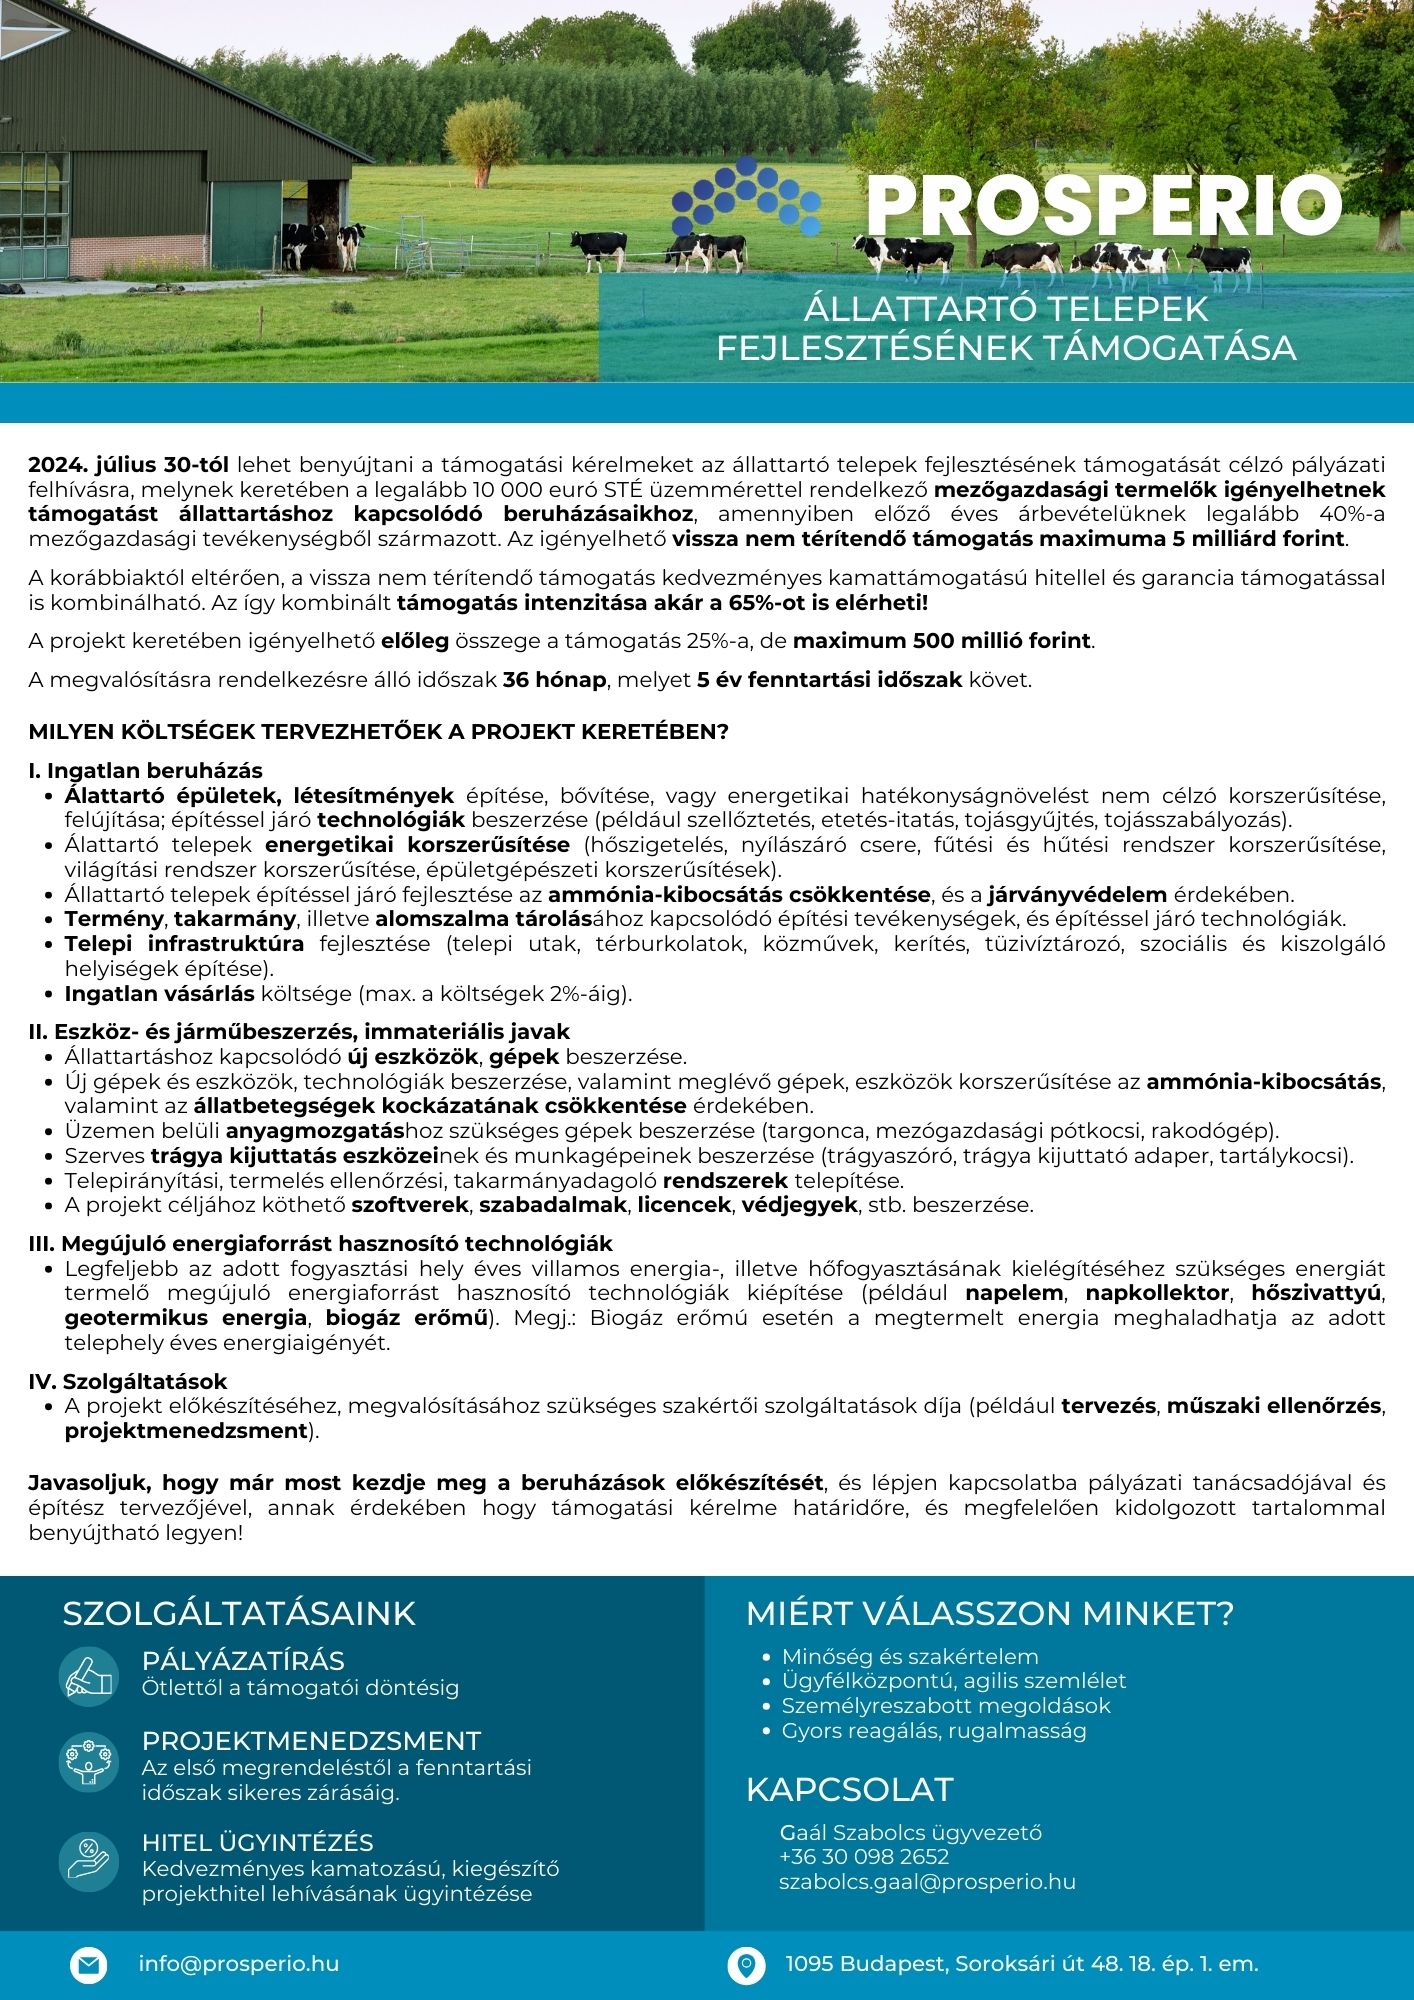 PROSPERIO
ÁLLATTARTÓ TELEPEK
FEJLESZTÉSÉNEK TÁMOGATÁSA
2024. július 30-tól lehet benyújtani a támogatási kérelmeket az állattartó telepek fejlesztésének támogatását célzó pályázati
felhívásra, melynek keretében a legalább 10 000 euró STÉ üzemmérettel rendelkező mezőgazdasági termelők igényelhetnek
támogatást állattartáshoz kapcsolódó beruházásaikhoz, amennyiben előző éves árbevételüknek legalább 40%-a
mezőgazdasági tevékenységből származott. Az igényelhető vissza nem térítendő támogatás maximuma 5 milliárd forint.
A korábbiaktól eltérően, a vissza nem térítendő támogatás kedvezményes kamattámogatású hitellel és garancia támogatással
is kombinálható. Az így kombinált támogatás intenzitása akár a 65%-ot is elérheti!
A projekt keretében igényelhető előleg összege a támogatás 25%-a, de maximum 500 millió forint.
A megvalósításra rendelkezésre álló időszak 36 hónap, melyet 5 év fenntartási időszak követ.
MILYEN KÖLTSÉGEK TERVEZHETŐEK A PROJEKT KERETÉBEN?
I. Ingatlan beruházás
• Álattartó épületek, létesítmények építése, bővítése, vagy energetikai hatékonyságnövelést nem célzó korszerűsítése,
felújítása; építéssel járó technológiák beszerzése (például szellőztetés, etetés-itatás, tojásgyűjtés, tojásszabályozás).
• Álattartó telepek energetikai korszerűsítése (hőszigetelés, nyílászáró csere, fűtési és hűtési rendszer korszerűsítése,
világítási rendszer korszerűsítése, épületgépészeti korszerűsítések).
• Állattartó telepek építéssel járó fejlesztése az ammónia-kibocsátás csökkentése, és a járványvédelem érdekében.
• Termény, takarmány, illetve alomszalma tárolásához kapcsolódó építési tevékenységek, és építéssel járó technológiák.
• Telepi infrastruktúra fejlesztése (telepi utak, térburkolatok, közművek, kerítés, tüzivíztározó, szociális és kiszolgáló
helyiségek építése).
• Ingatlan vásárlás költsége (max. a költségek 2%-áig).
II. Eszköz- és járműbeszerzés, immateriális javak
• Állattartáshoz kapcsolódó új eszközök, gépek beszerzése.
• Új gépek és eszközök, technológiák beszerzése, valamint meglévő gépek, eszközök korszerűsítése az ammónia-kibocsátás,
valamint az állatbetegségek kockázatának csökkentése érdekében.
• Üzemen belüli anyagmozgatáshoz szükséges gépek beszerzése (targonca, mezógazdasági pótkocsi, rakodógép).
• Szerves trágya kijuttatás eszközeinek és munkagépeinek beszerzése (trágyaszóró, trágya kijuttató adaper, tartálykocsi).
• Telepirányítási, termelés ellenőrzési, takarmányadagoló rendszerek telepítése.
• A projekt céljához köthető szoftverek, szabadalmak, licencek, védjegyek, stb. beszerzése.
III. Megújuló energiaforrást hasznosító technológiák
• Legfeljebb az adott fogyasztási hely éves villamos energia-, illetve hőfogyasztásának kielégítéséhez szükséges energiát
termelő megújuló energiaforrást hasznosító technológiák kiépítése (például napelem, napkollektor, hőszivattyú,
geotermikus energia, biogáz erőmű). Megj.: Biogáz erőmú esetén a megtermelt energia meghaladhatja az adott
telephely éves energiaigényét.
IV. Szolgáltatások
• A projekt előkészítéséhez, megvalósításához szükséges szakértői szolgáltatások díja (például tervezés, műszaki ellenőrzés,
projektmenedzsment).
Javasoljuk, hogy már most kezdje meg a beruházások előkészítését, és lépjen kapcsolatba pályázati tanácsadójával és
építész tervezőjével, annak érdekében hogy támogatási kérelme határidőre, és megfelelően kidolgozott tartalommal
benyújtható legyen!
SZOLGÁLTATÁSAINK
PÁLYÁZATÍRÁS
Ötlettől a támogatói döntésig
PROJEKTMENEDZSMENT
Az első megrendeléstől a fenntartási
időszak sikeres zárásáig.
HITEL ÜGYINTÉZÉS
Kedvezményes kamatozású, kiegészítő
projekthitel lehívásának ügyintézése
MIÉRT VÁLASSZON MINKET?
• Minőség és szakértelem
• Ügyfélközpontú, agilis szemlélet
• Személyreszabott megoldások
• Gyors reagálás, rugalmasság
KAPCSOLAT
Gaál Szabolcs ügyvezető
+36 30 098 2652
szabolcs.gaal@prosperio.hu
info@prosperio.hu
1095 Budapest, Soroksári út 48. 18. ép. 1. em.